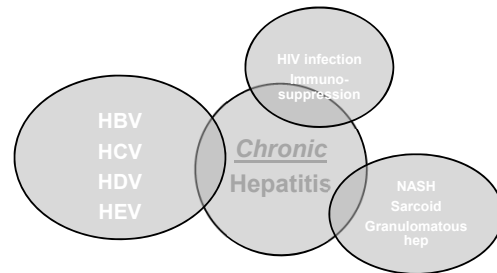 HIV infection
Immuno-
suppression
HBV
HCV
HDV
HEV
Chronic
Hepatitis
NASH
Sarcoid
Granulomatous
hep